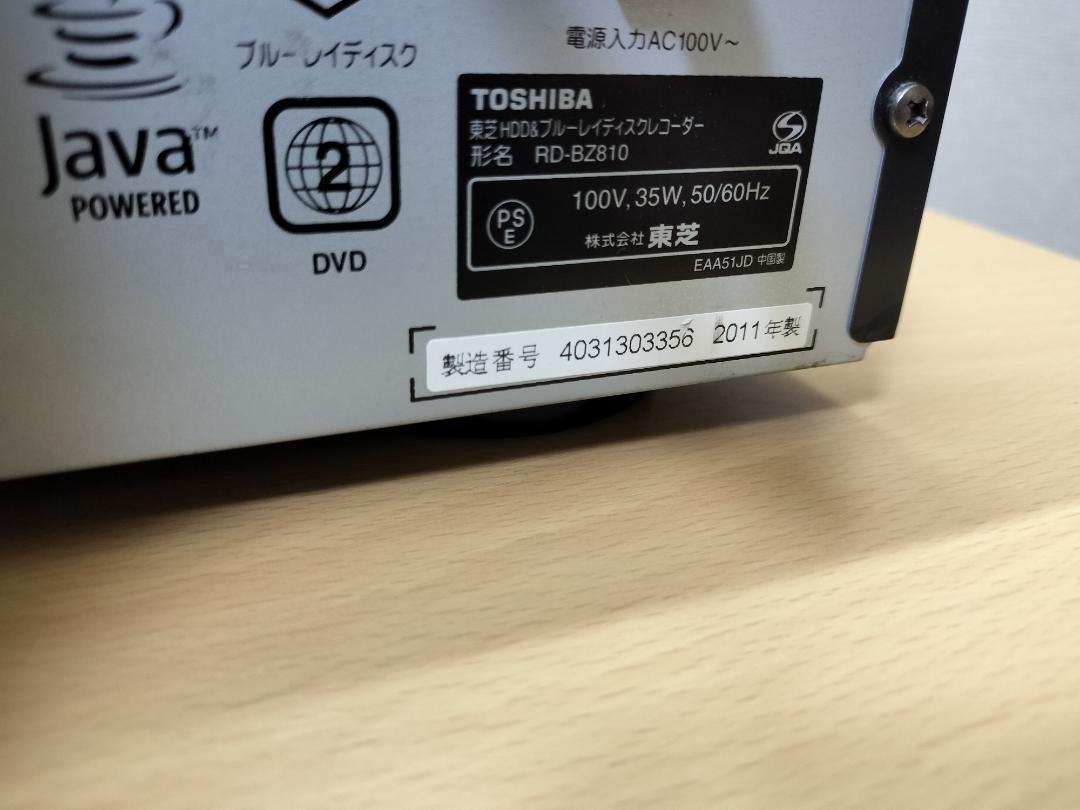 Java™
POWERED
ブルーレイディスク
2
DVD
電源入力AC100V～
TOSHIBA
東芝HDD&ブルーレイディスクレコーダー
形名 RD-BZ810
JQA
PS
E
100V, 35W, 50/60Hz
株式会社 東芝
EAA51JD 中国製
製造番号 4031303356 2011年製